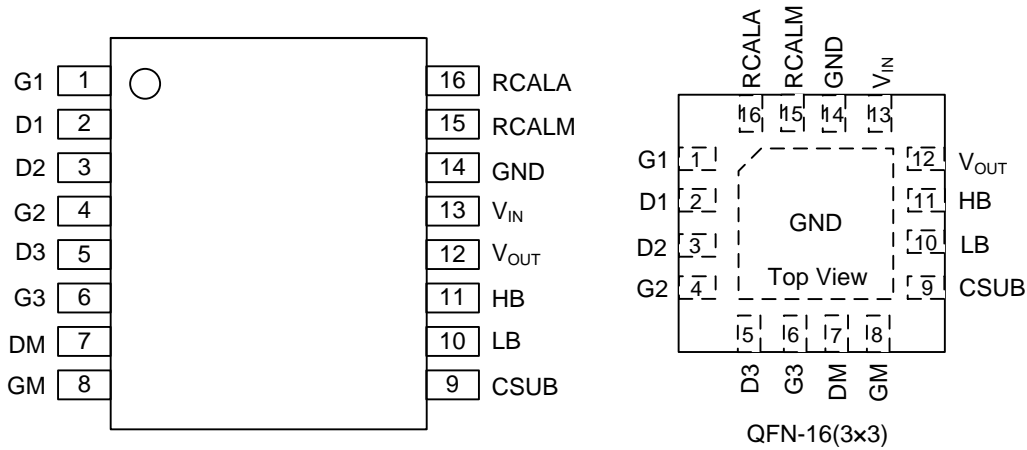 G1 1 16 RCALA
D1 2 15 RCALM
D2 3 14 GND
G2 4 13 VIN
D3 5 12 VOUT
G3 6 11 HB
DM 7 10 LB
GM 8 9 CSUB
RCALA RCALM GND VIN
16 15 14 13
G1 1 12 VOUT
D1 2 11 HB
D2 3 10 LB
G2 4 9 CSUB
GND
Top View
5 6 7 8
D3 G3 DM GM
QFN-16(3×3)